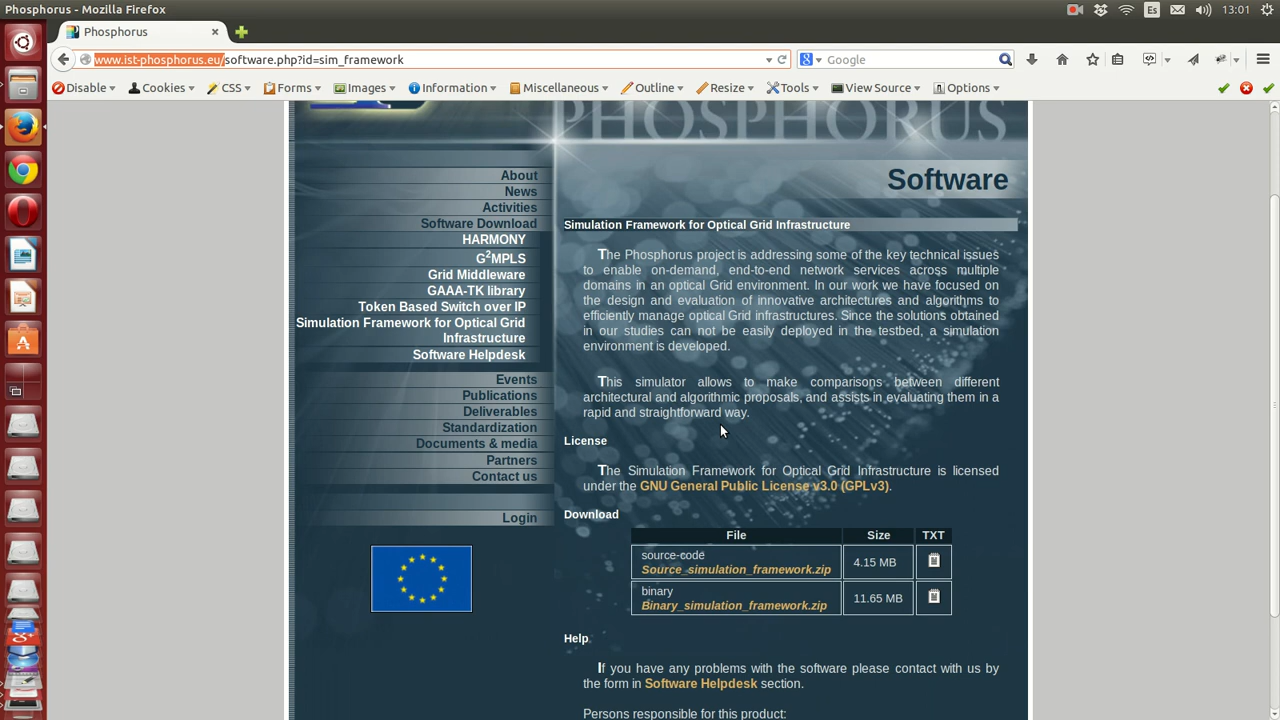 Phosphorus - Mozilla Firefox
Es
13:01
Phosphorus
www.ist-phosphorus.eu/software.php?id=sim_framework
Google
Disable
Cookies
CSS
Forms
Images
Information
Miscellaneous
Outline
Resize
Tools
View Source
Options
PHOSPHORUS
About
News
Activities
Software Download
HARMONY
G2MPLS
Grid Middleware
GAAA-TK library
Token Based Switch over IP
Simulation Framework for Optical Grid
Infrastructure
Software Helpdesk
Events
Publications
Deliverables
Standardization
Documents & media
Partners
Contact us
Login
Software
Simulation Framework for Optical Grid Infrastructure
The Phosphorus project is addressing some of the key technical issues
to enable on-demand, end-to-end network services across multiple
domains in an optical Grid environment. In our work we have focused on
the design and evaluation of innovative architectures and algorithms to
efficiently manage optical Grid infrastructures. Since the solutions obtained
in our studies can not be easily deployed in the testbed, a simulation
environment is developed.
This simulator allows to make comparisons between different
architectural and algorithmic proposals, and assists in evaluating them in a
rapid and straightforward way.
License
The Simulation Framework for Optical Grid Infrastructure is licensed
under the GNU General Public License v3.0 (GPLv3).
Download
File Size TXT
source-code
Source_simulation_framework.zip 4.15 MB
binary
Binary_simulation_framework.zip 11.65 MB
Help
If you have any problems with the software please contact with us by
the form in Software Helpdesk section.
Persons responsible for this product: